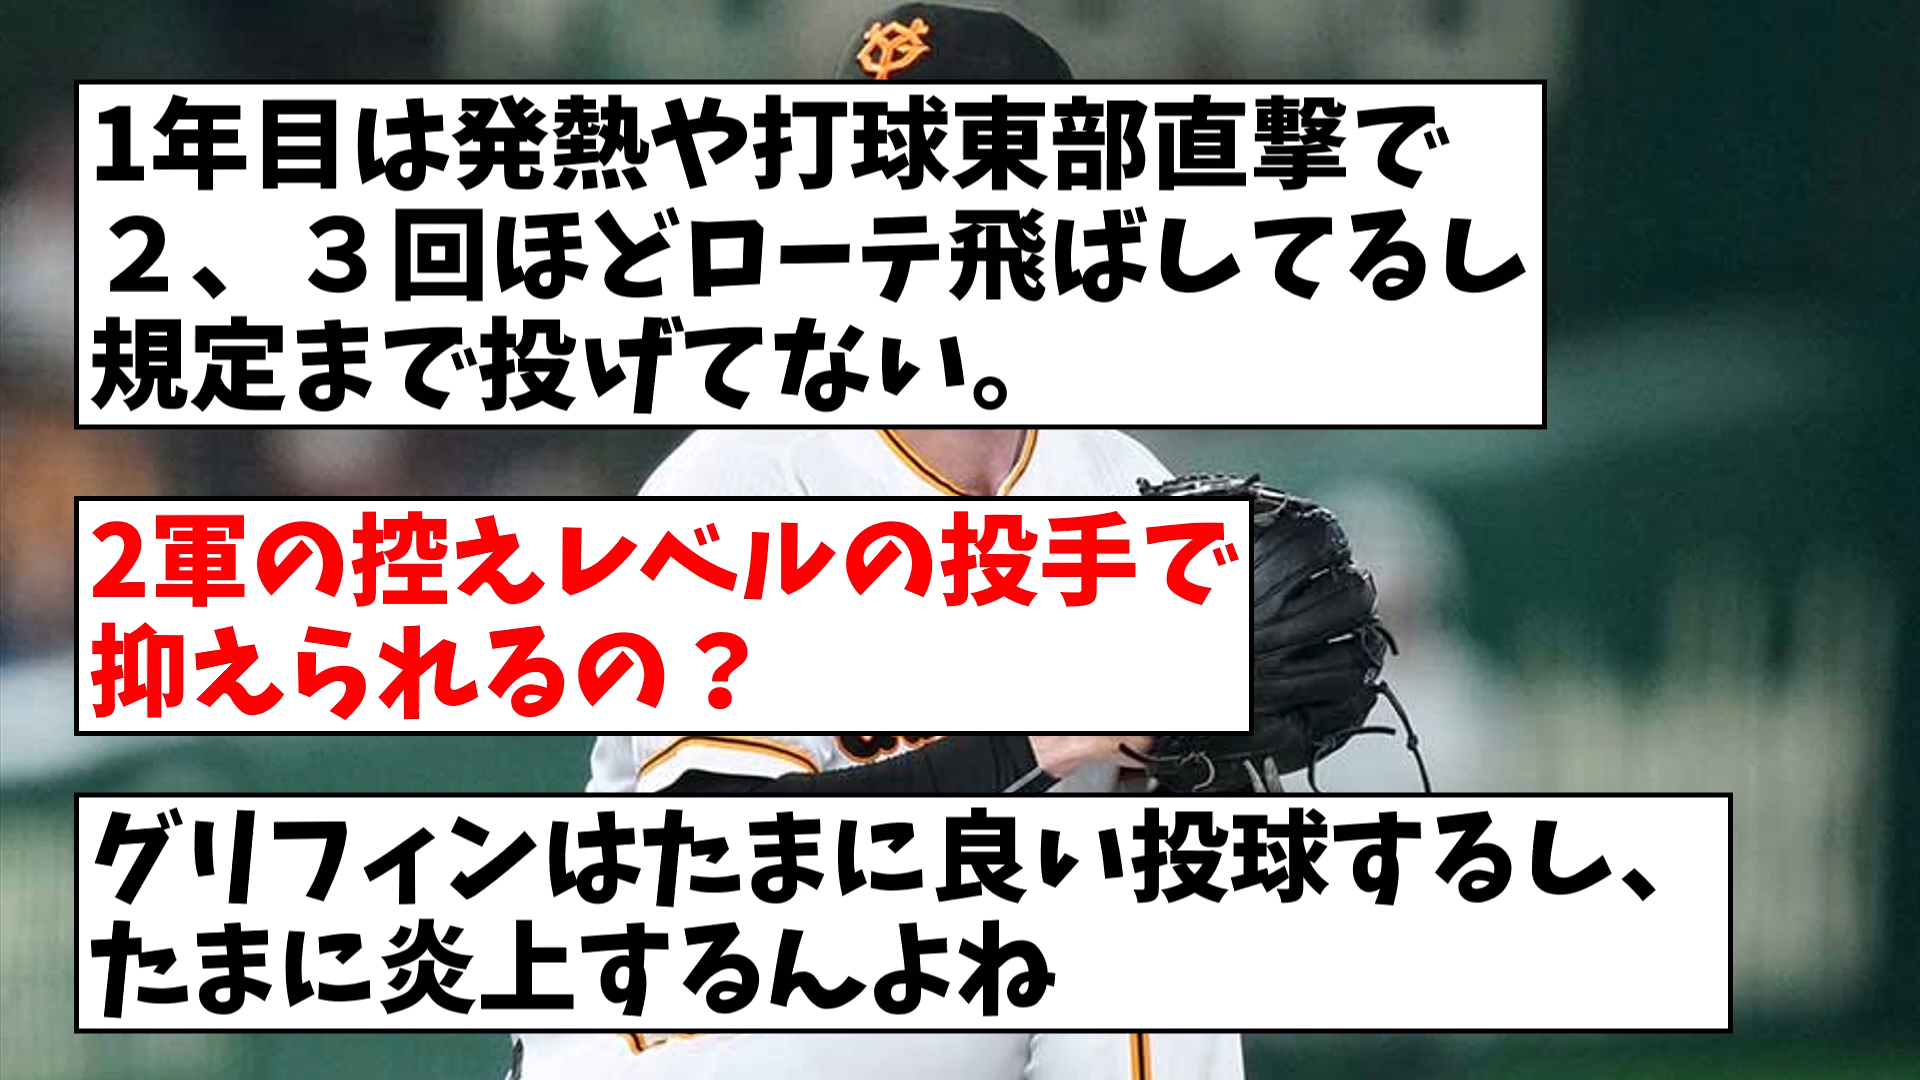 1年目は発熱や打球東部直撃で
２、３回ほどローテ飛ばしてるし
規定まで投げてない。
2軍の控えレベルの投手で
抑えられるの？
グリフィンはたまに良い投球するし、
たまに炎上するんよね